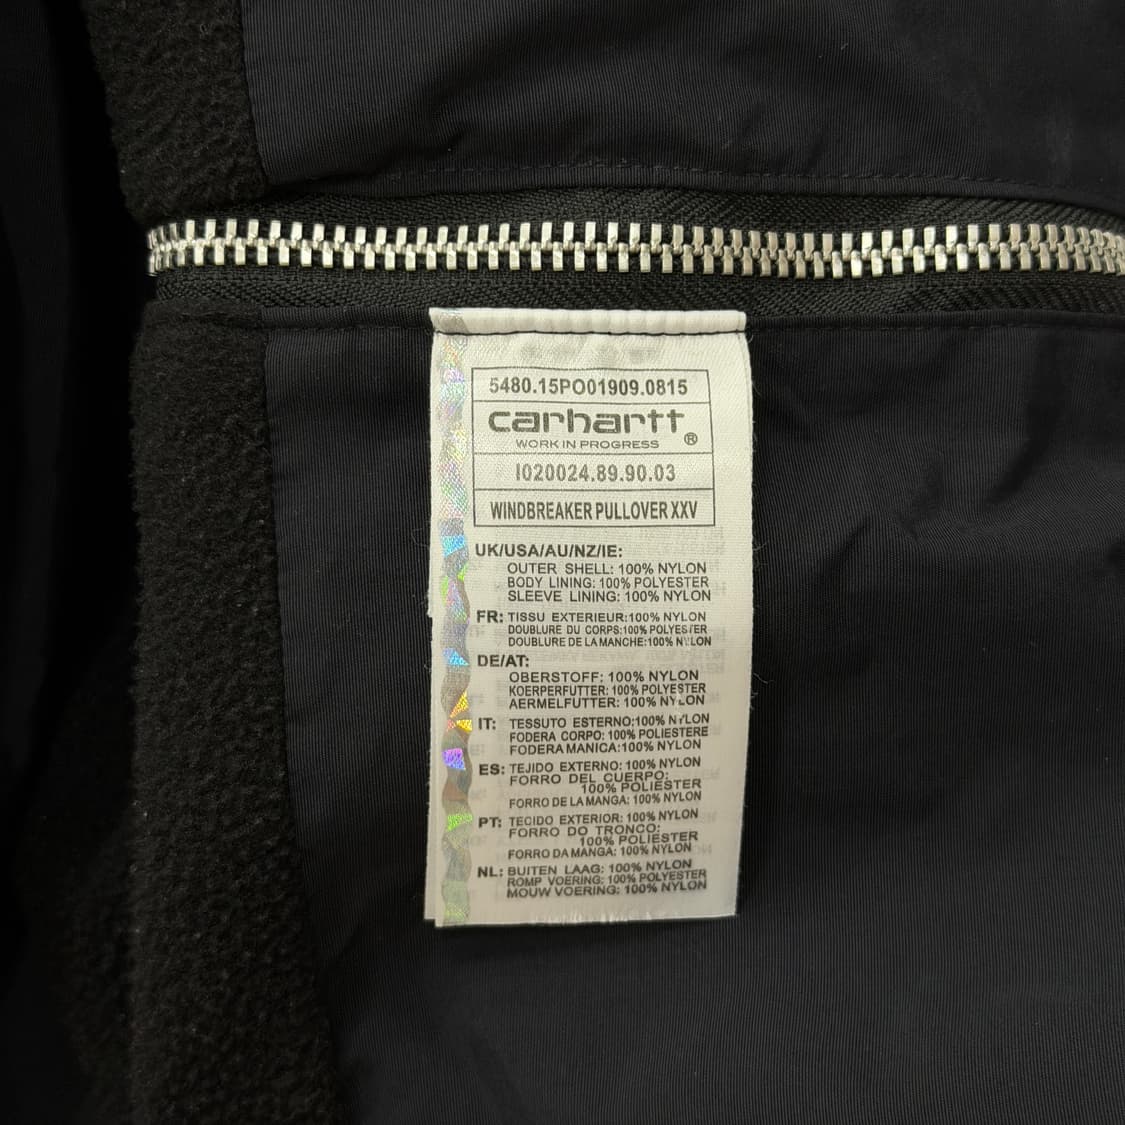 5480.15PO01909.0815
carhartt
WORK IN PROGRESS ®
I020024.89.90.03
WINDBREAKER PULLOVER XXV
UK/USA/AU/NZ/IE:
OUTER SHELL: 100% NYLON
BODY LINING: 100% POLYESTER
SLEEVE LINING: 100% NYLON
FR: TISSU EXTERIEUR:100% NYLON
DOUBLURE DU CORPS:100% POLYESTER
DOUBLURE DE LA MANCHE:100% NYLON
DE/AT:
OBERSTOFF: 100% NYLON
KOERPERFUTTER: 100% POLYESTER
AERMELFUTTER: 100% NYLON
IT: TESSUTO ESTERNO:100% NYLON
FODERA CORPO: 100% POLIESTERE
FODERA MANICA:100% NYLON
ES: TEJIDO EXTERNO: 100% NYLON
FORRO DEL CUERPO:
100% POLIÉSTER
FORRO DE LA MANGA: 100% NYLON
PT: TECIDO EXTERIOR: 100% NYLON
FORRO DO TRONCO:
100% POLIESTER
FORRO DA MANGA: 100% NYLON
NL: BUITEN LAAG: 100% NYLON
ROMP VOERING: 100% POLYESTER
MOUW VOERING: 100% NYLON